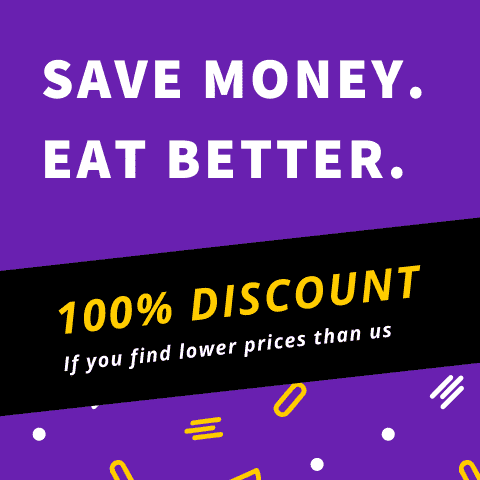 SAVE MONEY.
EAT BETTER.
100% DISCOUNT
If you find lower prices than us